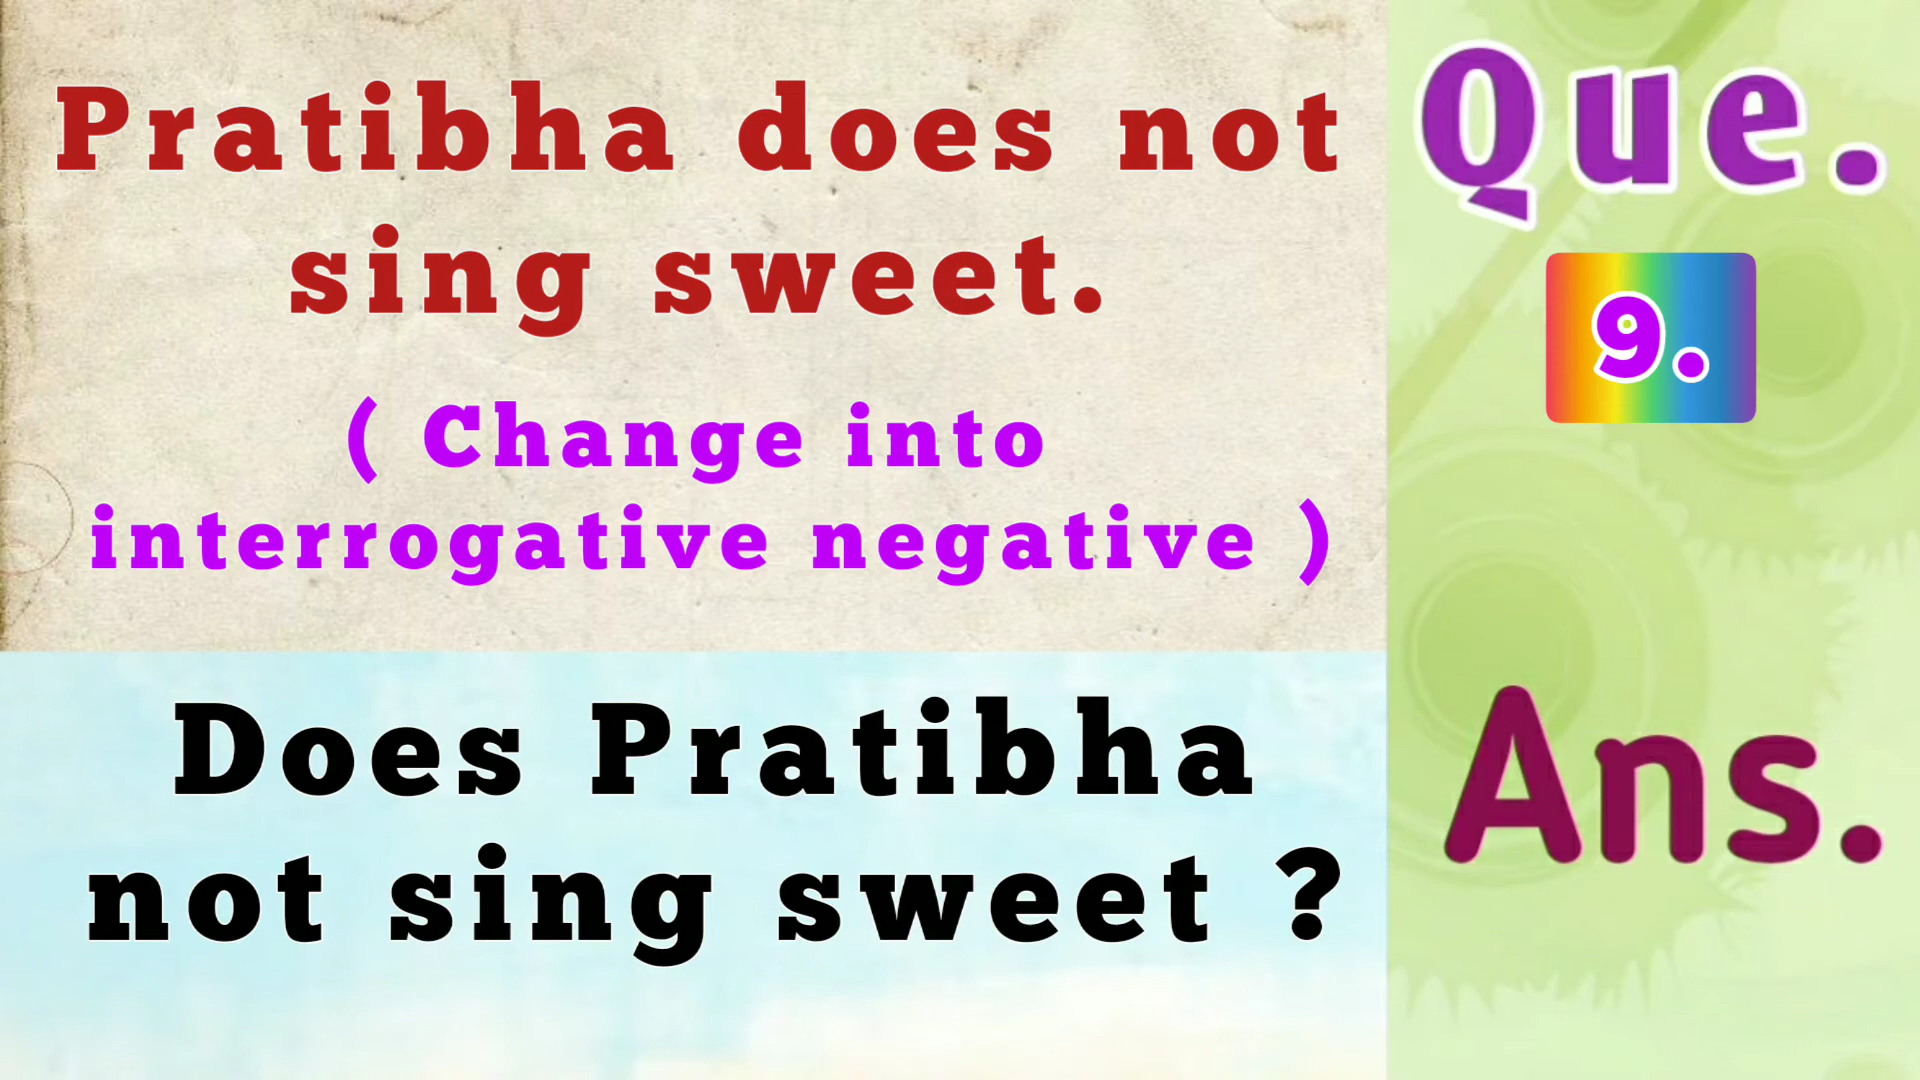 Que.
9.
Pratibha does not
sing sweet.
( Change into
interrogative negative )
Ans.
Does Pratibha
not sing sweet ?